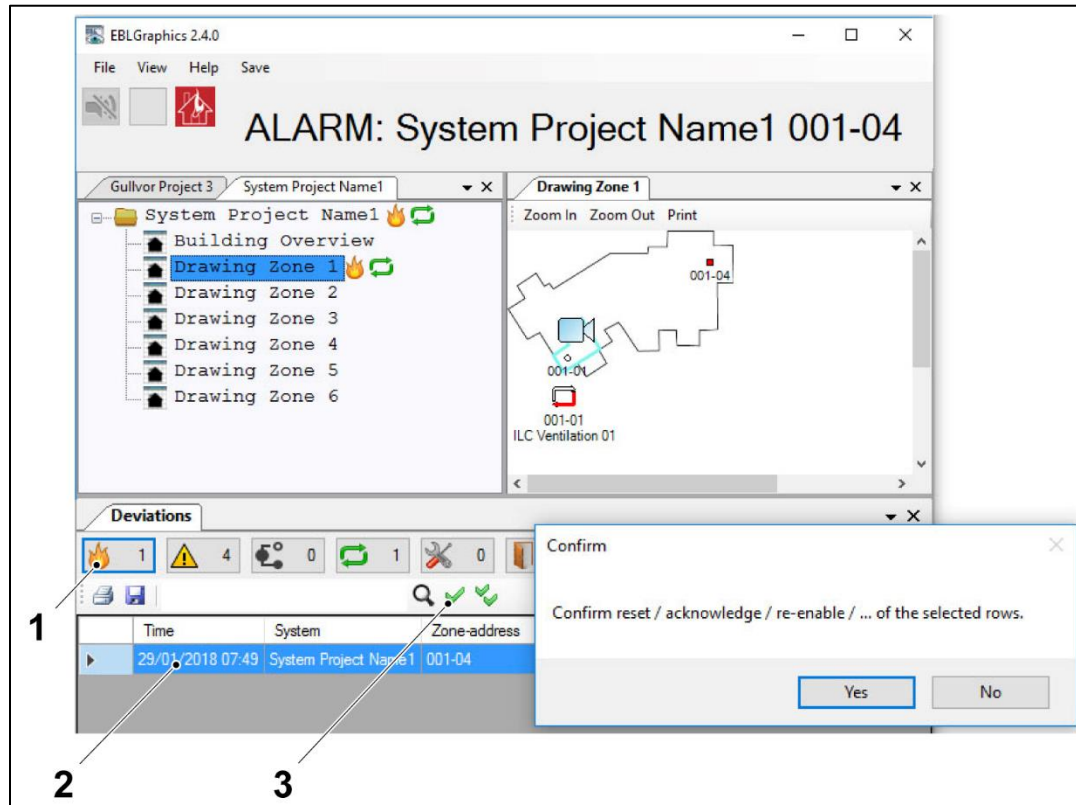 EBLGraphics 2.4.0
File View Help Save
ALARM: System Project Name1 001-04
Gullvor Project 3 System Project Name1
System Project Name1
Building Overview
Drawing Zone 1
Drawing Zone 2
Drawing Zone 3
Drawing Zone 4
Drawing Zone 5
Drawing Zone 6
Drawing Zone 1
Zoom In Zoom Out Print
001-04
001-01
001-01
ILC Ventilation 01
Deviations
1 4 0 1 0
Time System Zone-address
29/01/2018 07:49 System Project Name1 001-04
Confirm
Confirm reset / acknowledge / re-enable / ... of the selected rows.
Yes No
1
2 3